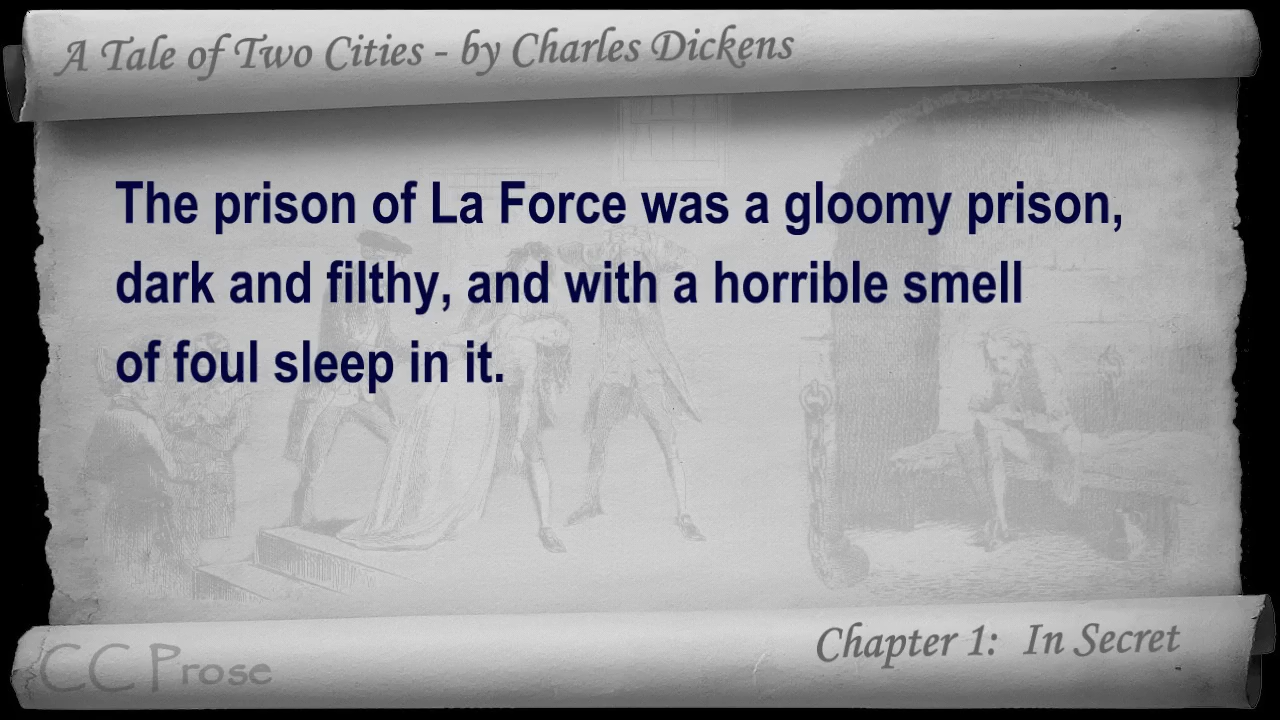 A Tale of Two Cities - by Charles Dickens
The prison of La Force was a gloomy prison,
dark and filthy, and with a horrible smell
of foul sleep in it.
Chapter 1: In Secret
CC Prose